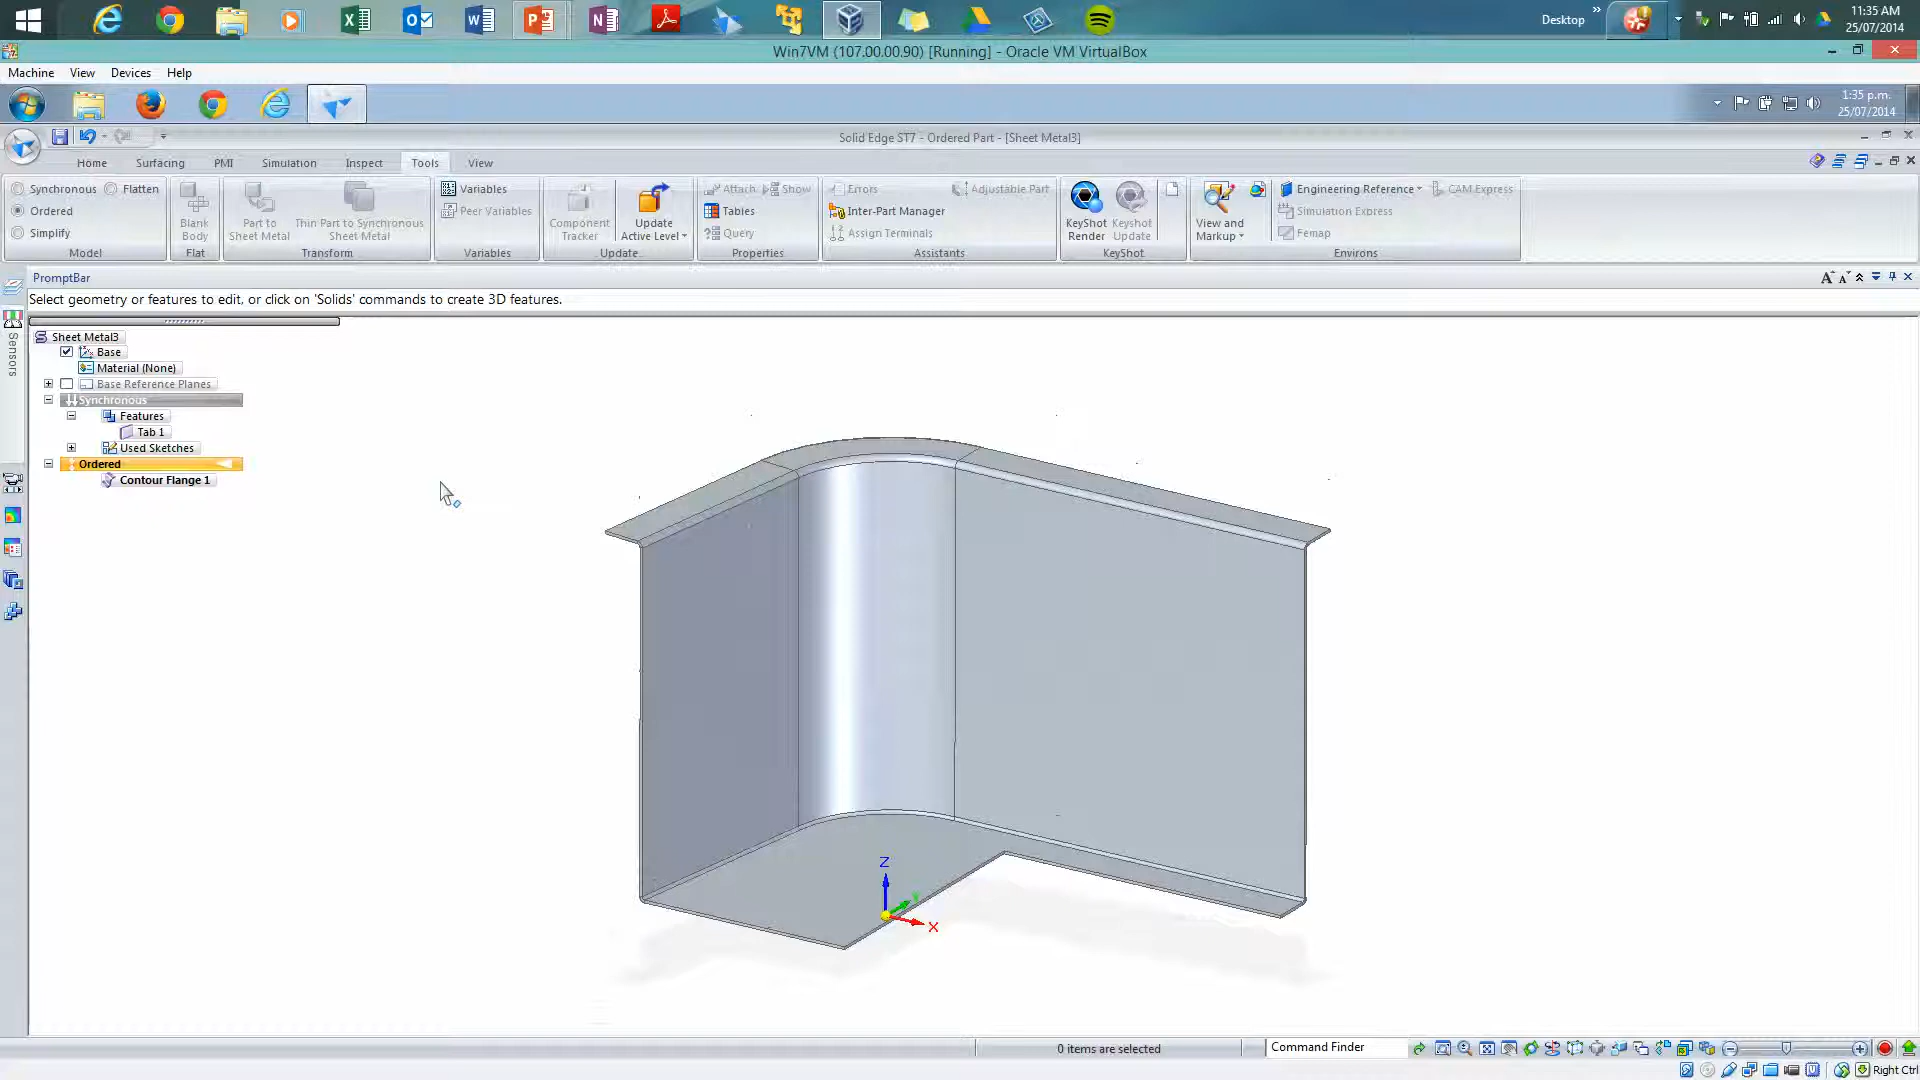 Desktop
11:35 AM
25/07/2014
Win7VM (107.00.00.90) [Running] - Oracle VM VirtualBox
Machine View Devices Help
1:35 p.m.
25/07/2014
Solid Edge ST7 - Ordered Part - [Sheet Metal3]
Home Surfacing PMI Simulation Inspect Tools View
Synchronous Flatten
Ordered
Simplify
Model
Blank Body
Flat
Part to Sheet Metal
Thin Part to Synchronous Sheet Metal
Transform
Variables
Peer Variables
Variables
Component Tracker
Update Active Level
Update
Attach Show
Tables
Query
Properties
Errors
Inter-Part Manager
Assign Terminals
Adjustable Part
Assistants
KeyShot Render
Keyshot Update
KeyShot
View and Markup
Engineering Reference
Simulation Express
Femap
CAM Express
Environs
PromptBar
Select geometry or features to edit, or click on 'Solids' commands to create 3D features.
Sensors
Sheet Metal3
Base
Material (None)
Base Reference Planes
Synchronous
Features
Tab 1
Used Sketches
Ordered
Contour Flange 1
Z
X
0 items are selected
Command Finder
Right Ctrl